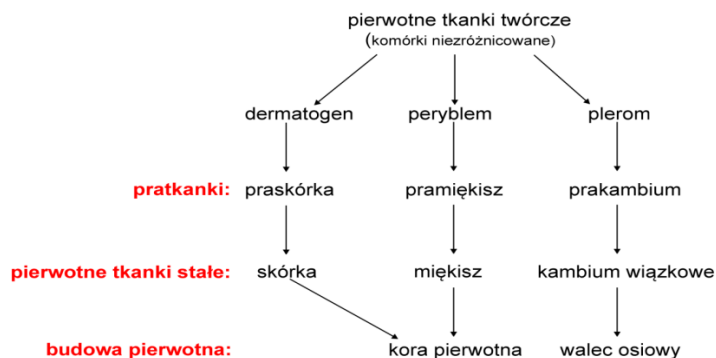 pierwotne tkanki twórcze
(komórki niezróżnicowane)
dermatogen peryblem plerom
pratkanki: praskórka pramiękisz prakambium
pierwotne tkanki stałe: skórka miękisz kambium wiązkowe
budowa pierwotna: kora pierwotna walec osiowy